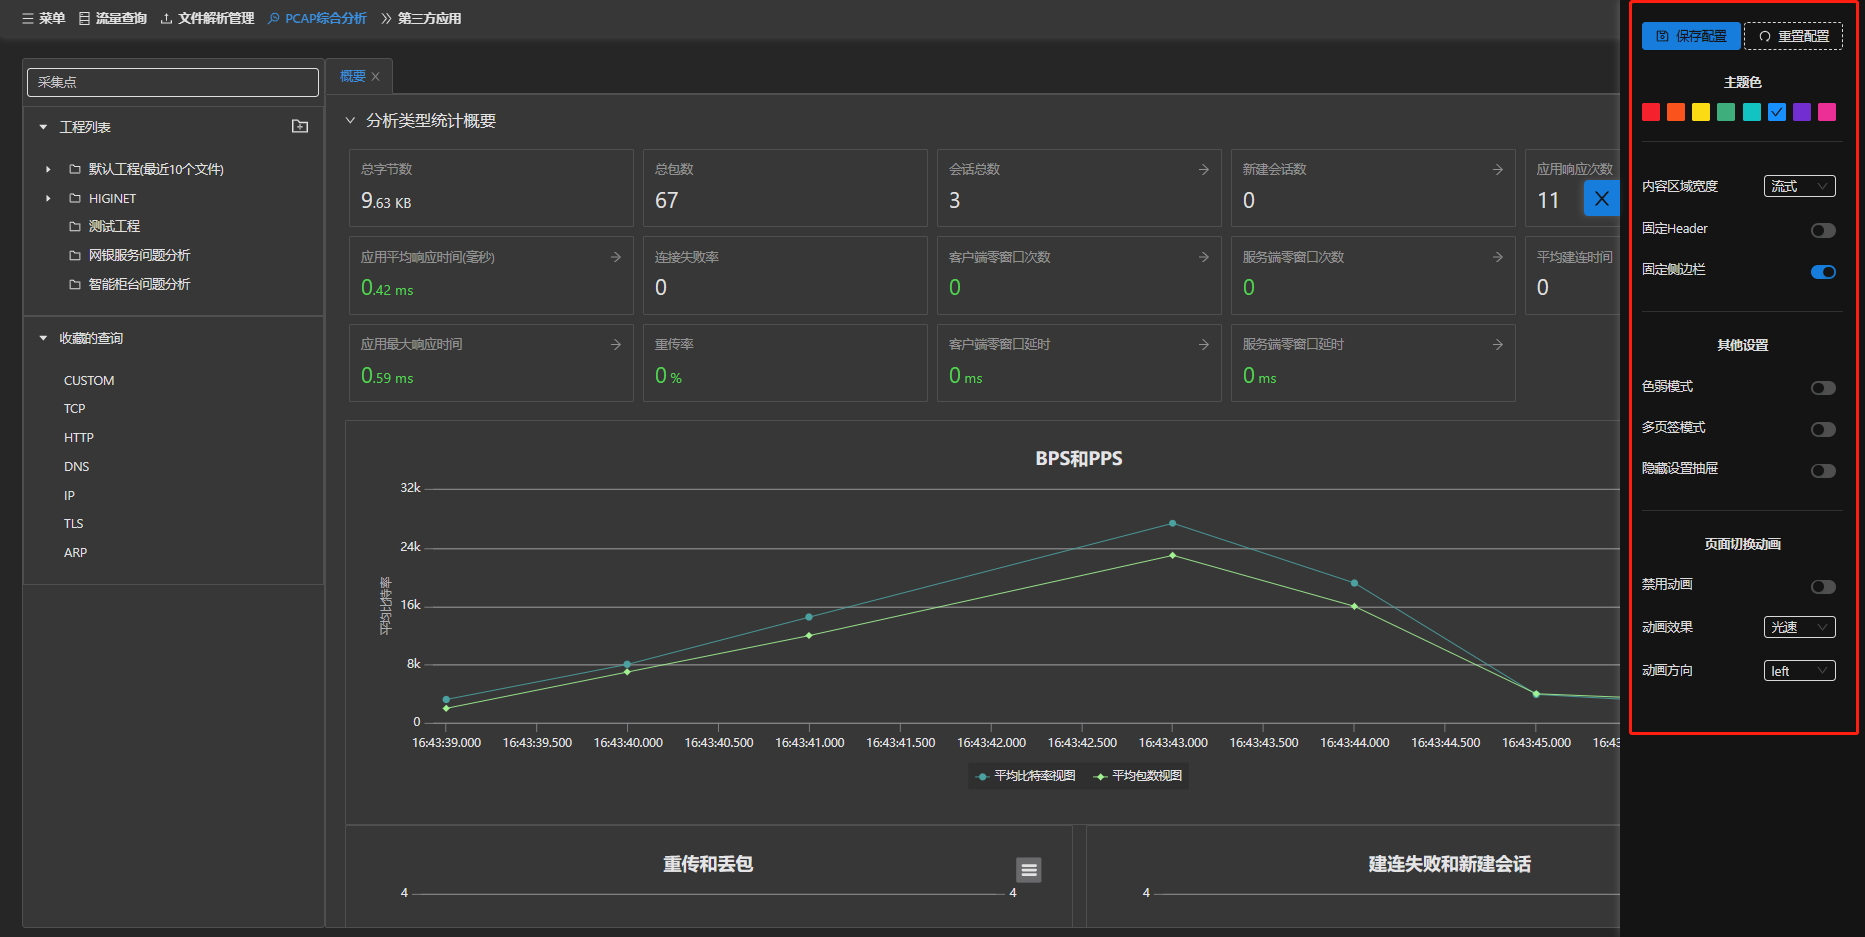 菜单 流量查询 文件解析管理 PCAP综合分析 第三方应用
采集点
工程列表
默认工程(最近10个文件)
HIGINET
测试工程
网银服务问题分析
智能柜台问题分析
收藏的查询
CUSTOM
TCP
HTTP
DNS
IP
TLS
ARP
概要
分析类型统计概要
总字节数
9.63 KB
总包数
67
会话总数
3
新建会话数
0
应用响应次数
11
应用平均响应时间(毫秒)
0.42 ms
连接失败率
0
客户端零窗口次数
0
服务端零窗口次数
0
平均建连时间
0
应用最大响应时间
0.59 ms
重传率
0 %
客户端零窗口延时
0 ms
服务端零窗口延时
0 ms
BPS和PPS
平均比特率
32k
24k
16k
8k
0
16:43:39.000 16:43:39.500 16:43:40.000 16:43:40.500 16:43:41.000 16:43:41.500 16:43:42.000 16:43:42.500 16:43:43.000 16:43:43.500 16:43:44.000 16:43:44.500 16:43:45.000 16:43
平均比特率视图 平均包数视图
重传和丢包
4 4
建连失败和新建会话
4
保存配置 重置配置
主题色
内容区域宽度 流式
固定Header
固定侧边栏
其他设置
色弱模式
多页签模式
隐藏设置抽屉
页面切换动画
禁用动画
动画效果 光速
动画方向 left